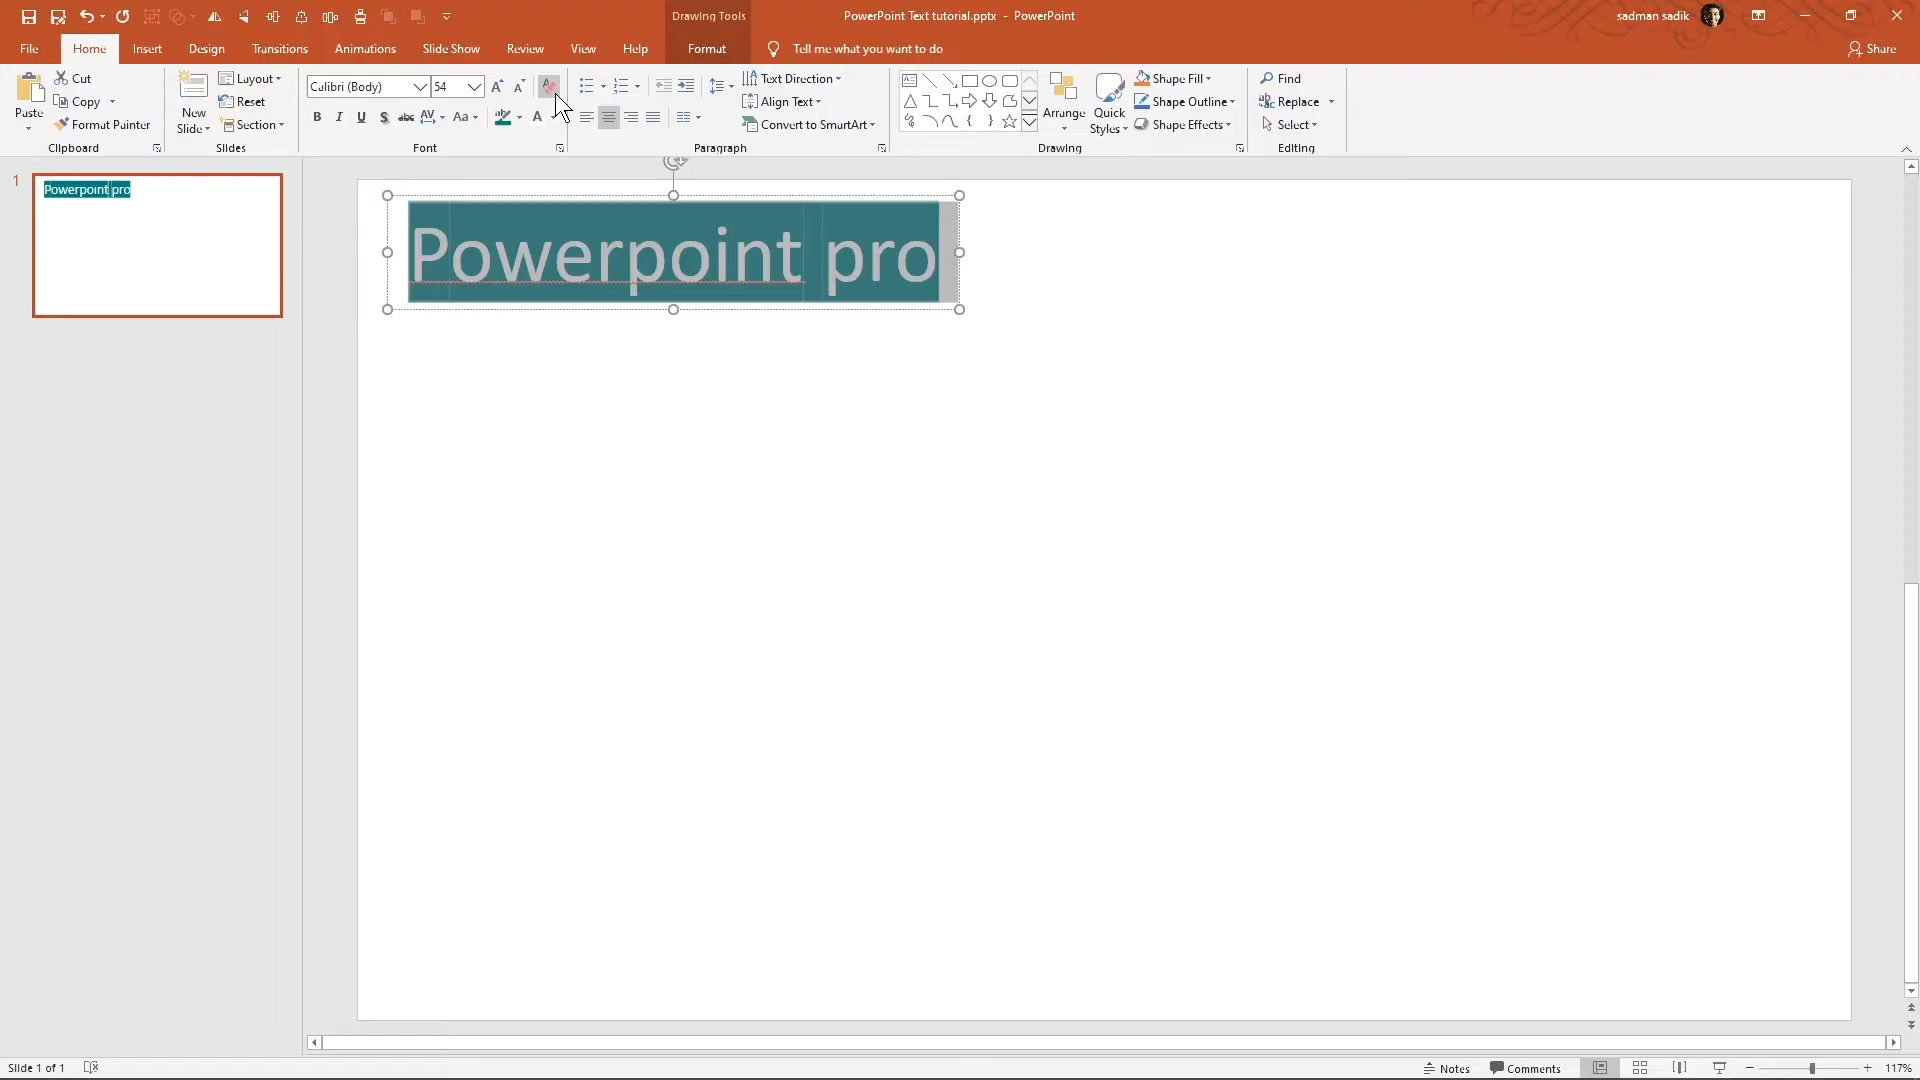 Drawing Tools
PowerPoint Text tutorial.pptx - PowerPoint
sadman sadik
File Home Insert Design Transitions Animations Slide Show Review View Help Format Tell me what you want to do Share
Paste
Cut
Copy
Format Painter
Clipboard
New Slide
Layout
Reset
Section
Slides
Calibri (Body) 54
B I U S abc AV Aa A
Font
Text Direction
Align Text
Convert to SmartArt
Paragraph
Arrange
Quick Styles
Shape Fill
Shape Outline
Shape Effects
Drawing
Find
Replace
Select
Editing
1
Powerpoint pro
Powerpoint pro
Slide 1 of 1
Notes Comments 117%